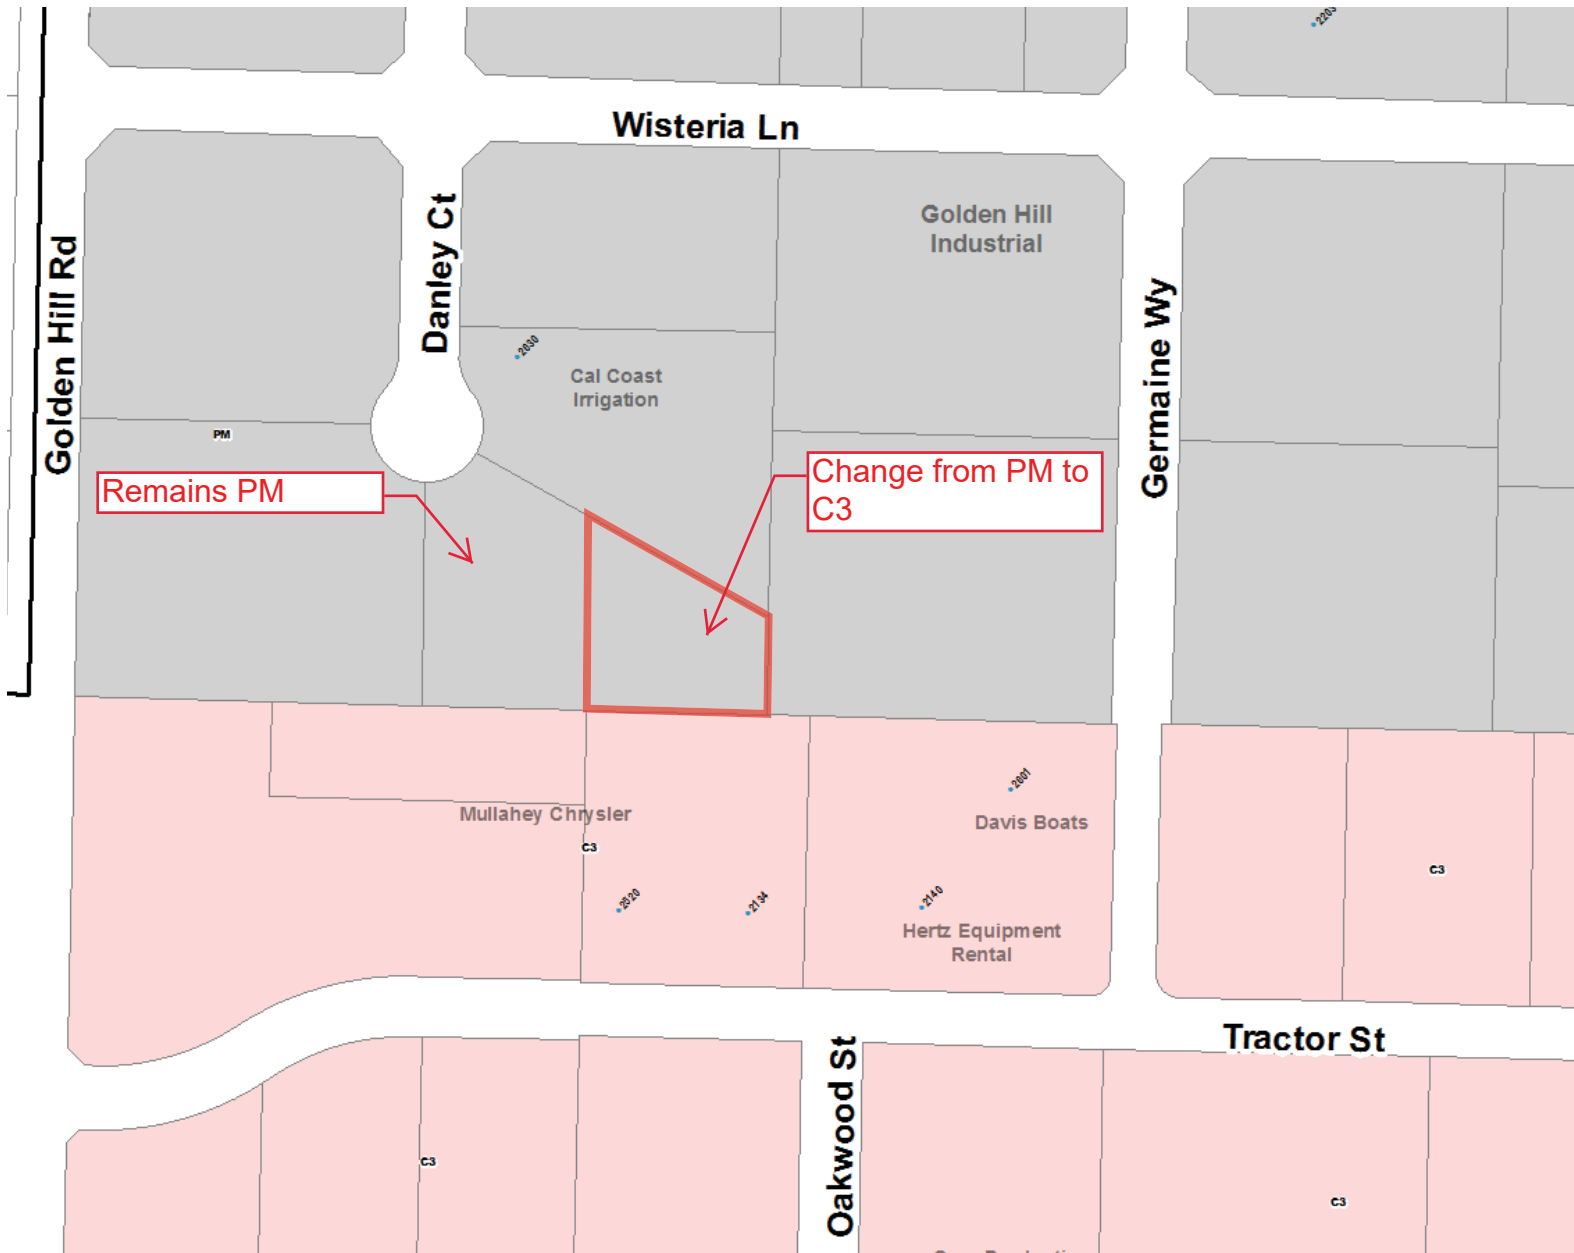 2203
Wisteria Ln
Golden Hill
Industrial
Danley Ct
Golden Hill Rd
Germaine Wy
2030
Cal Coast
Irrigation
PM
Remains PM
Change from PM to
C3
2001
Mullahey Chrysler
Davis Boats
C3
C3
2520
2134
2140
Hertz Equipment
Rental
Tractor St
Oakwood St
C3
C3